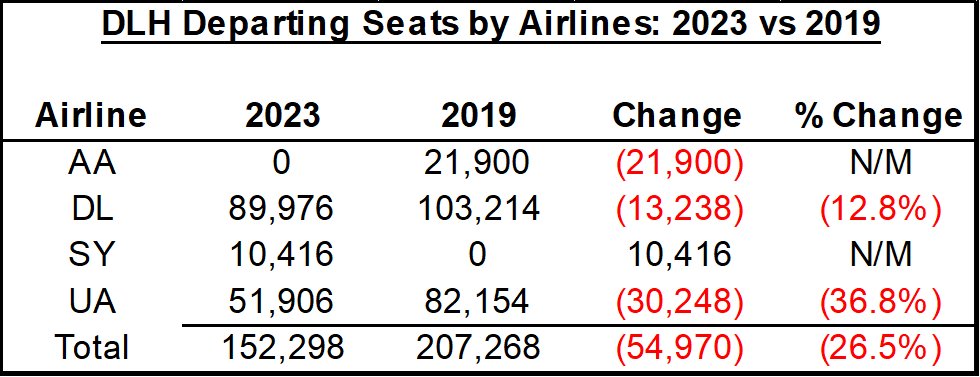 DLH Departing Seats by Airlines: 2023 vs 2019
Airline 2023 2019 Change % Change
AA 0 21,900 (21,900) N/M
DL 89,976 103,214 (13,238) (12.8%)
SY 10,416 0 10,416 N/M
UA 51,906 82,154 (30,248) (36.8%)
Total 152,298 207,268 (54,970) (26.5%)